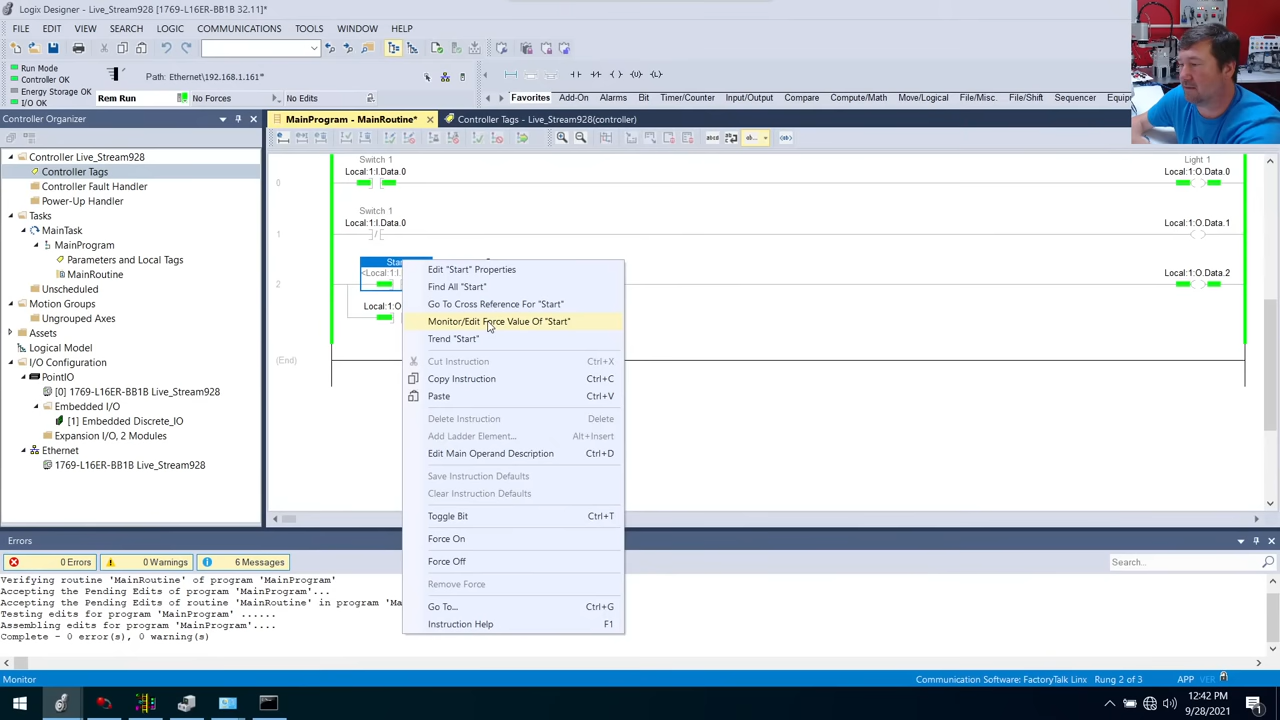 Logix Designer - Live_Stream928 [1769-L16ER-BB1B 32.11]*
FILE EDIT VIEW SEARCH LOGIC COMMUNICATIONS TOOLS WINDOW HELP
Run Mode
Controller OK
Energy Storage OK
I/O OK
Path: Ethernet\192.168.1.161*
Rem Run
No Forces
No Edits
Favorites Add-On Alarms Bit Timer/Counter Input/Output Compare Compute/Math Move/Logical File/Misc. File/Shift Sequencer
Controller Organizer
MainProgram - MainRoutine*
Controller Tags - Live_Stream928(controller)
Controller Live_Stream928
Controller Tags
Controller Fault Handler
Power-Up Handler
Tasks
MainTask
MainProgram
Parameters and Local Tags
MainRoutine
Unscheduled
Motion Groups
Ungrouped Axes
Assets
Logical Model
I/O Configuration
PointIO
[0] 1769-L16ER-BB1B Live_Stream928
Embedded I/O
[1] Embedded Discrete_IO
Expansion I/O, 2 Modules
Ethernet
1769-L16ER-BB1B Live_Stream928
Switch 1
Local:1:I.Data.0
Light 1
Local:1:O.Data.0
0
Switch 1
Local:1:I.Data.0
Local:1:O.Data.1
1
<Local:1:I.
Local:1:O.Data.2
2
Local:1:O
(End)
Edit "Start" Properties
Find All "Start"
Go To Cross Reference For "Start"
Monitor/Edit Force Value Of "Start"
Trend "Start"
Cut Instruction Ctrl+X
Copy Instruction Ctrl+C
Paste Ctrl+V
Delete Instruction Delete
Add Ladder Element... Alt+Insert
Edit Main Operand Description Ctrl+D
Save Instruction Defaults
Clear Instruction Defaults
Toggle Bit Ctrl+T
Force On
Force Off
Remove Force
Go To... Ctrl+G
Instruction Help F1
Errors
0 Errors
0 Warnings
6 Messages
Search...
Verifying routine 'MainRoutine' of program 'MainProgram'
Accepting the Pending Edits of program 'MainProgram'...
Accepting the Pending Edits of routine 'MainRoutine' in program 'Ma
Testing edits for program 'MainProgram' ......
Assembling edits for program 'MainProgram'....
Complete - 0 error(s), 0 warning(s)
Monitor
Communication Software: FactoryTalk Linx
Rung 2 of 3
APP VER
12:42 PM
9/28/2021
1